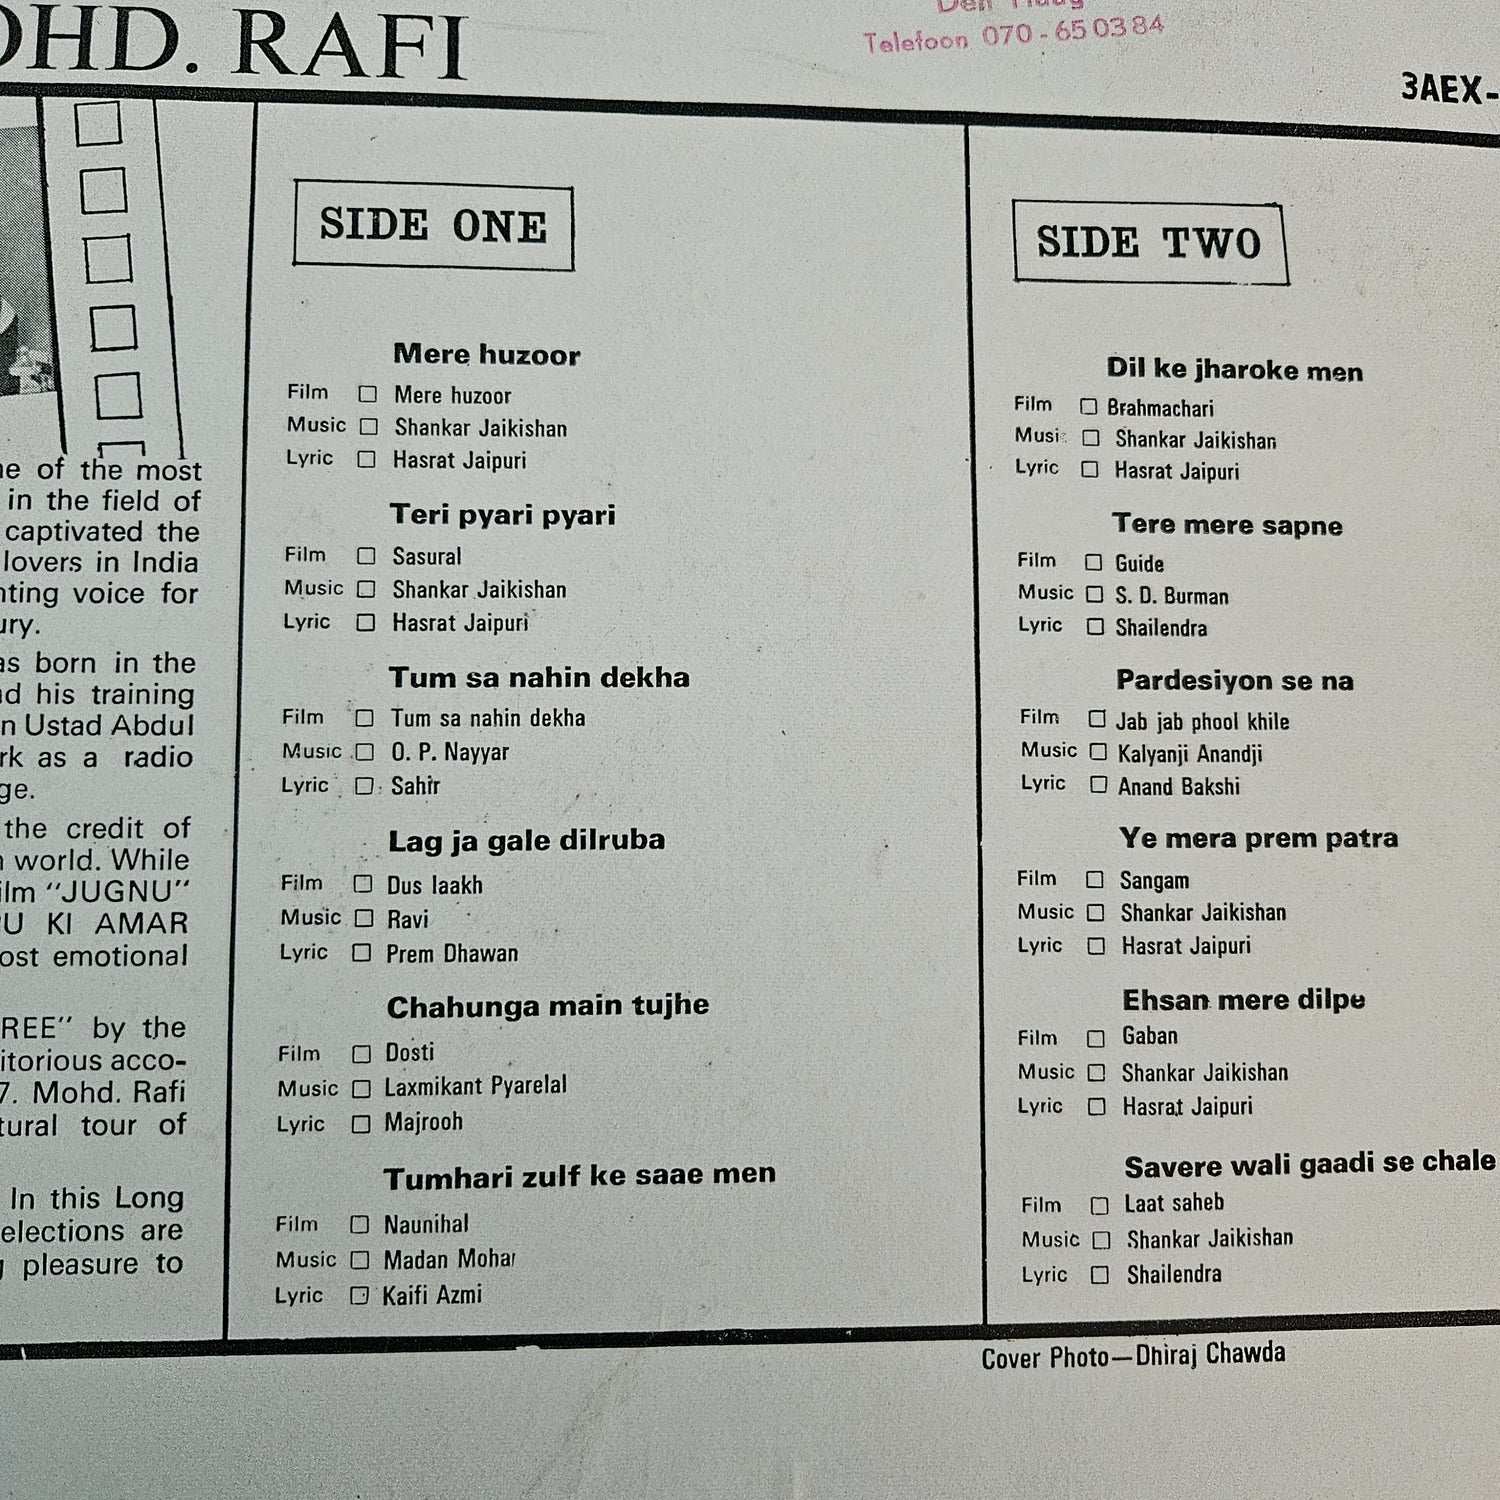 MOHD. RAFI
Den Haag
Telefoon 070 - 65 03 84
3AEX-
of the most
in the field of
captivated the
lovers in India
voice for
born in the
his training
Ustad Abdul
as a radio
the credit of
world. While
"JUGNU"
KI AMAR
emotional
by the
acco-
Mohd. Rafi
tour of
In this Long
are
pleasure to
SIDE ONE
Mere huzoor
Film □ Mere huzoor
Music □ Shankar Jaikishan
Lyric □ Hasrat Jaipuri
Teri pyari pyari
Film □ Sasural
Music □ Shankar Jaikishan
Lyric □ Hasrat Jaipuri
Tum sa nahin dekha
Film □ Tum sa nahin dekha
Music □ O. P. Nayyar
Lyric □ Sahir
Lag ja gale dilruba
Film □ Dus laakh
Music □ Ravi
Lyric □ Prem Dhawan
Chahunga main tujhe
Film □ Dosti
Music □ Laxmikant Pyarelal
Lyric □ Majrooh
Tumhari zulf ke saae men
Film □ Naunihal
Music □ Madan Mohan
Lyric □ Kaifi Azmi
SIDE TWO
Dil ke jharoke men
Film □ Brahmachari
Music □ Shankar Jaikishan
Lyric □ Hasrat Jaipuri
Tere mere sapne
Film □ Guide
Music □ S. D. Burman
Lyric □ Shailendra
Pardesiyon se na
Film □ Jab jab phool khile
Music □ Kalyanji Anandji
Lyric □ Anand Bakshi
Ye mera prem patra
Film □ Sangam
Music □ Shankar Jaikishan
Lyric □ Hasrat Jaipuri
Ehsan mere dilpe
Film □ Gaban
Music □ Shankar Jaikishan
Lyric □ Hasrat Jaipuri
Savere wali gaadi se chale
Film □ Laat saheb
Music □ Shankar Jaikishan
Lyric □ Shailendra
Cover Photo—Dhiraj Chawda